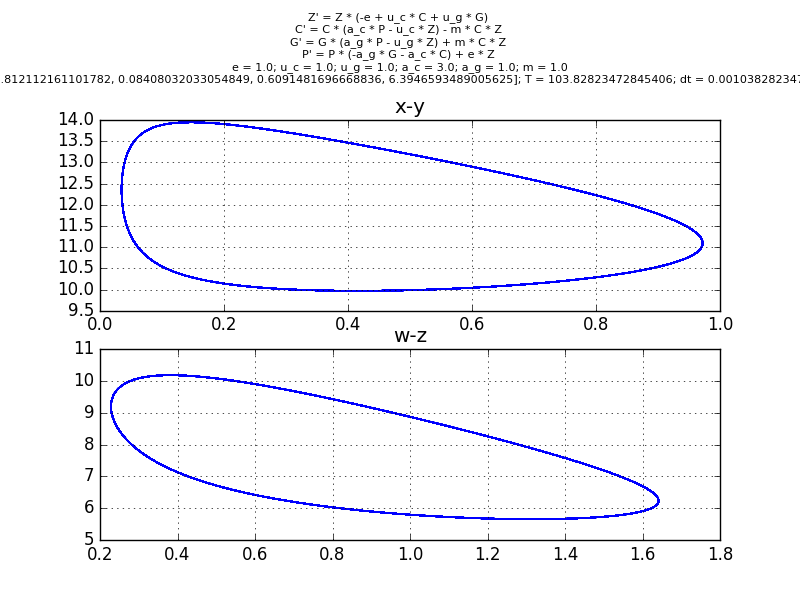 Z' = Z * (-e + u_c * C + u_g * G)
C' = C * (a_c * P - u_c * Z) - m * C * Z
G' = G * (a_g * P - u_g * Z) + m * C * Z
P' = P * (-a_g * G - a_c * C) + e * Z
e = 1.0; u_c = 1.0; u_g = 1.0; a_c = 3.0; a_g = 1.0; m = 1.0
.812112161101782, 0.08408032033054849, 0.6091481696668836, 6.3946593489005625]; T = 103.82823472845406; dt = 0.001038282347
x-y
14.0
13.5
13.0
12.5
12.0
11.5
11.0
10.5
10.0
9.5
0.0 0.2 0.4 0.6 0.8 1.0
w-z
11
10
9
8
7
6
5
0.2 0.4 0.6 0.8 1.0 1.2 1.4 1.6 1.8